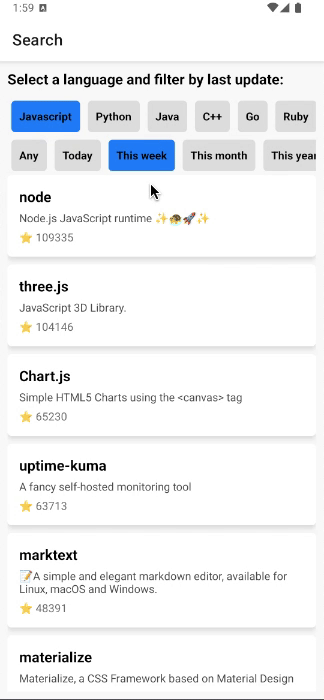 1:59
Search
Select a language and filter by last update:
Javascript Python Java C++ Go Ruby
Any Today This week This month This year
node
Node.js JavaScript runtime ✨🐢🚀✨
⭐ 109335
three.js
JavaScript 3D Library.
⭐ 104146
Chart.js
Simple HTML5 Charts using the <canvas> tag
⭐ 65230
uptime-kuma
A fancy self-hosted monitoring tool
⭐ 63713
marktext
📝A simple and elegant markdown editor, available for
Linux, macOS and Windows.
⭐ 48391
materialize
Materialize, a CSS Framework based on Material Design